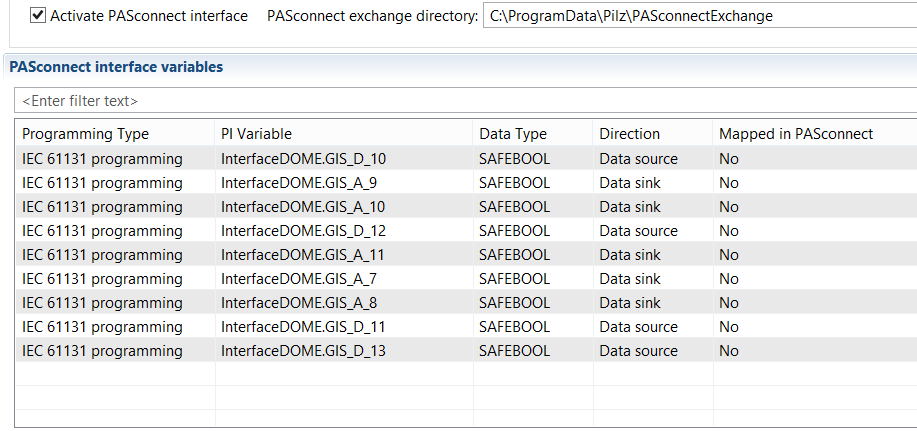 Activate PASconnect interface PASconnect exchange directory: C:\ProgramData\Pilz\PASconnectExchange
PASconnect interface variables
<Enter filter text>
Programming Type PI Variable Data Type Direction Mapped in PASconnect
IEC 61131 programming InterfaceDOME.GIS_D_10 SAFEBOOL Data source No
IEC 61131 programming InterfaceDOME.GIS_A_9 SAFEBOOL Data sink No
IEC 61131 programming InterfaceDOME.GIS_A_10 SAFEBOOL Data sink No
IEC 61131 programming InterfaceDOME.GIS_D_12 SAFEBOOL Data source No
IEC 61131 programming InterfaceDOME.GIS_A_11 SAFEBOOL Data sink No
IEC 61131 programming InterfaceDOME.GIS_A_7 SAFEBOOL Data sink No
IEC 61131 programming InterfaceDOME.GIS_A_8 SAFEBOOL Data sink No
IEC 61131 programming InterfaceDOME.GIS_D_11 SAFEBOOL Data source No
IEC 61131 programming InterfaceDOME.GIS_D_13 SAFEBOOL Data source No